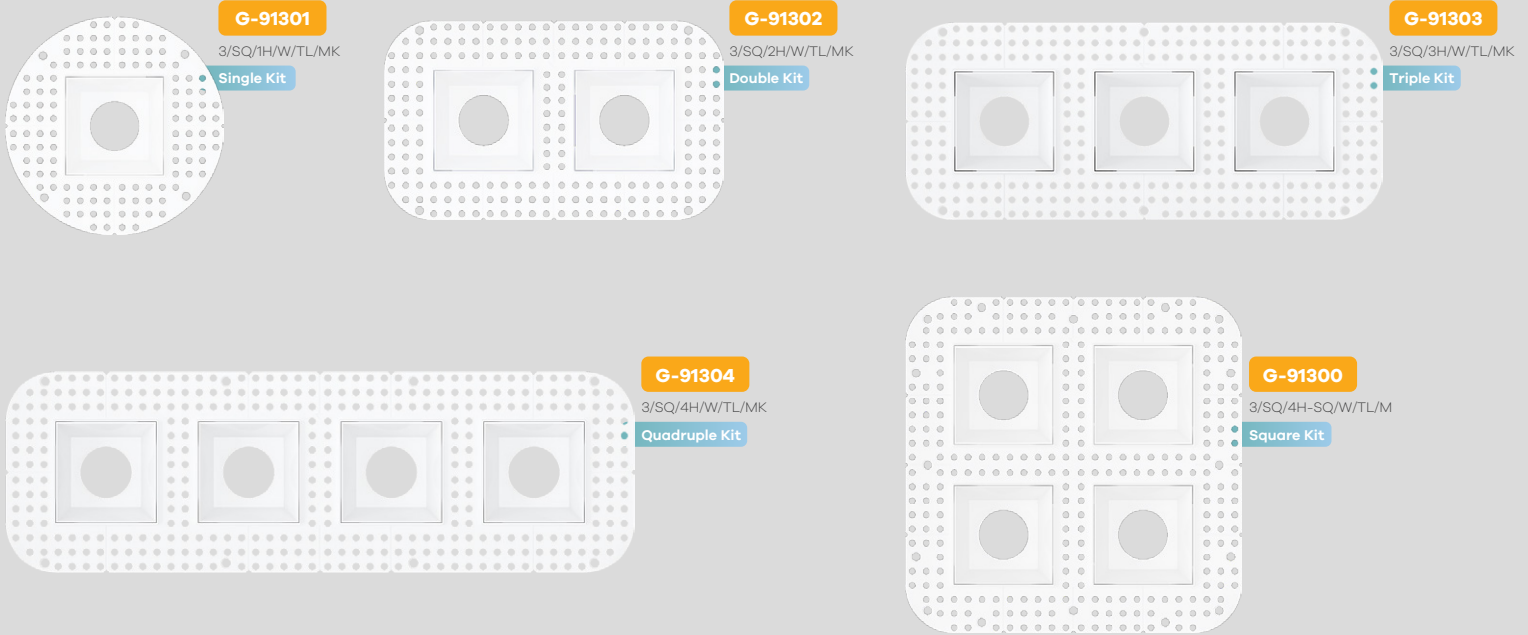 G-91301
3/SQ/1H/W/TL/MK
Single Kit
G-91302
3/SQ/2H/W/TL/MK
Double Kit
G-91303
3/SQ/3H/W/TL/MK
Triple Kit
G-91304
3/SQ/4H/W/TL/MK
Quadruple Kit
G-91300
3/SQ/4H-SQ/W/TL/M
Square Kit